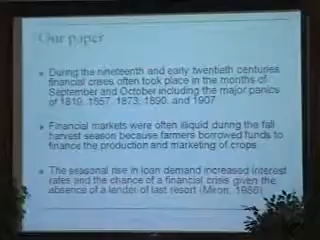 Our paper
During the nineteenth and early twentieth centuries
financial crises often took place in the months of
September and October including the major panics
of 1819, 1857, 1873, 1890, and 1907
Financial markets were often illiquid during the fall
harvest season because farmers borrowed funds to
finance the production and marketing of crops
The seasonal rise in loan demand increased interest
rates and the chance of a financial crisis given the
absence of a lender of last resort (Miron, 1986)